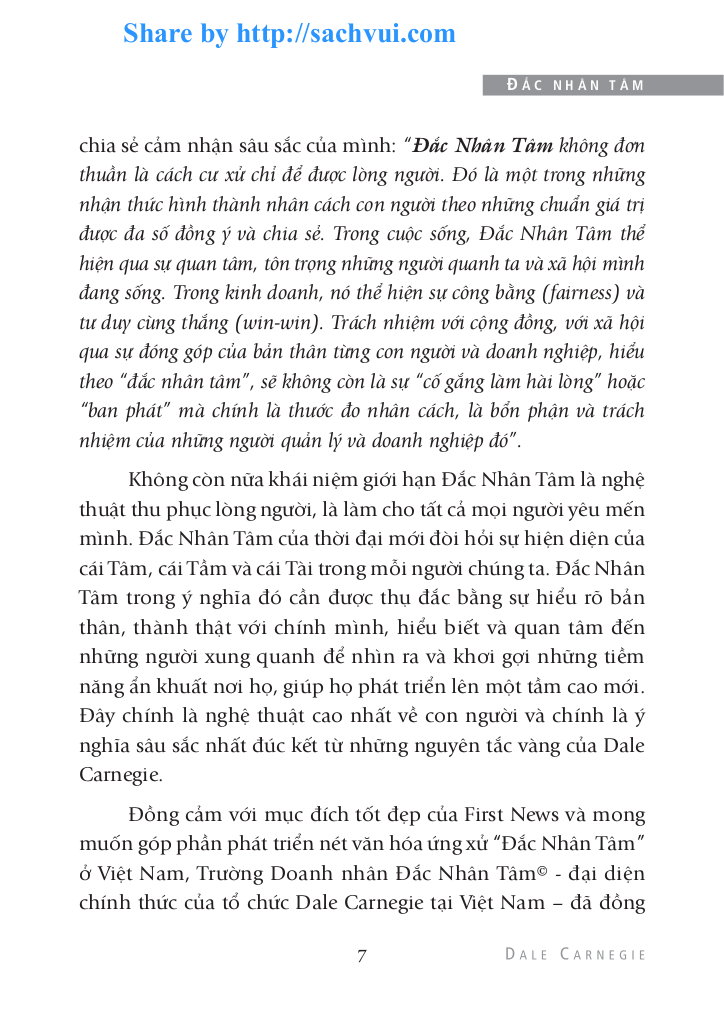 Share by http://sachvui.com
ĐẮC NHÂN TÂM
chia sẻ cảm nhận sâu sắc của mình: “Đắc Nhân Tâm không đơn
thuần là cách cư xử chỉ để được lòng người. Đó là một trong những
nhận thức hình thành nhân cách con người theo những chuẩn giá trị
được đa số đồng ý và chia sẻ. Trong cuộc sống, Đắc Nhân Tâm thể
hiện qua sự quan tâm, tôn trọng những người quanh ta và xã hội mình
đang sống. Trong kinh doanh, nó thể hiện sự công bằng (fairness) và
tư duy cùng thắng (win-win). Trách nhiệm với cộng đồng, với xã hội
qua sự đóng góp của bản thân từng con người và doanh nghiệp, hiểu
theo “đắc nhân tâm”, sẽ không còn là sự “cố gắng làm hài lòng” hoặc
“ban phát” mà chính là thước đo nhân cách, là bổn phận và trách
nhiệm của những người quản lý và doanh nghiệp đó”.
Không còn nữa khái niệm giới hạn Đắc Nhân Tâm là nghệ
thuật thu phục lòng người, là làm cho tất cả mọi người yêu mến
mình. Đắc Nhân Tâm của thời đại mới đòi hỏi sự hiện diện của
cái Tâm, cái Tầm và cái Tài trong mỗi người chúng ta. Đắc Nhân
Tâm trong ý nghĩa đó cần được thụ đắc bằng sự hiểu rõ bản
thân, thành thật với chính mình, hiểu biết và quan tâm đến
những người xung quanh để nhìn ra và khơi gợi những tiềm
năng ẩn khuất nơi họ, giúp họ phát triển lên một tầm cao mới.
Đây chính là nghệ thuật cao nhất về con người và chính là ý
nghĩa sâu sắc nhất đúc kết từ những nguyên tắc vàng của Dale
Carnegie.
Đồng cảm với mục đích tốt đẹp của First News và mong
muốn góp phần phát triển nét văn hóa ứng xử “Đắc Nhân Tâm”
ở Việt Nam, Trường Doanh nhân Đắc Nhân Tâm© - đại diện
chính thức của tổ chức Dale Carnegie tại Việt Nam – đã đồng
7
DALE CARNEGIE